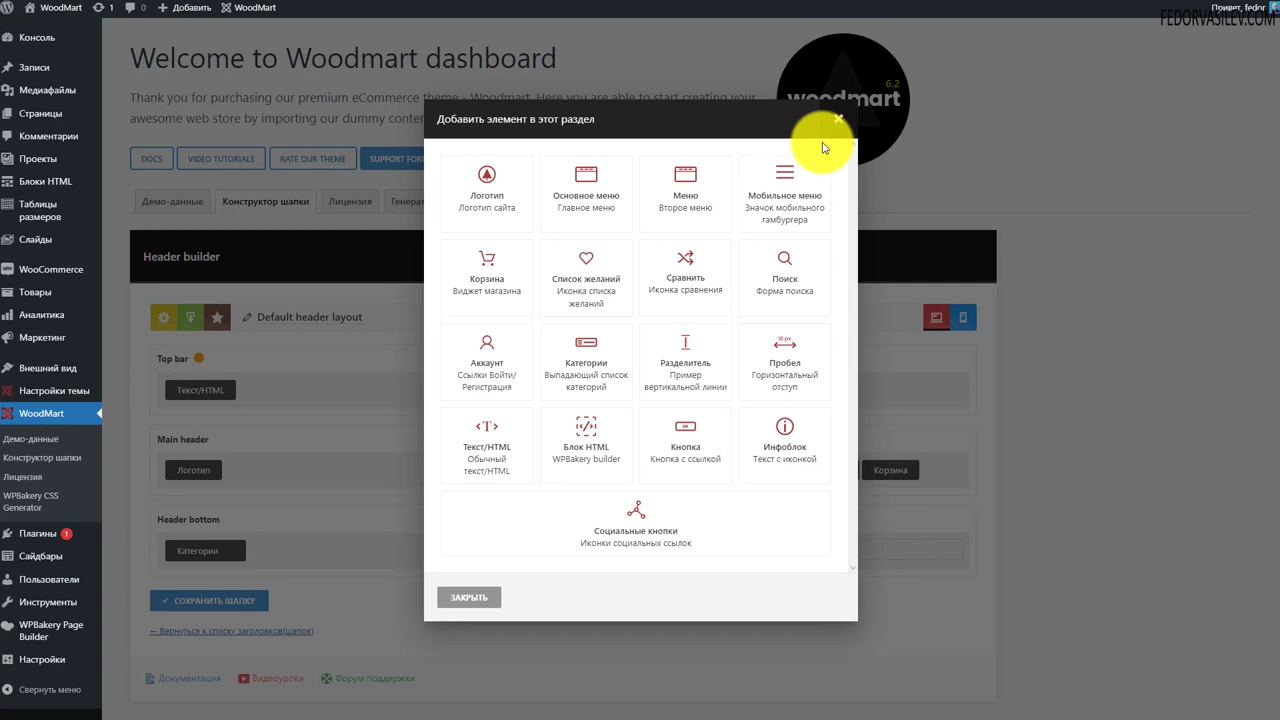 WoodMart
1
0
Добавить
WoodMart
Привет, fedor
FEDORVASILEV.COM
Консоль
Записи
Медиафайлы
Страницы
Комментарии
Проекты
Блоки HTML
Таблицы
размеров
Слайды
WooCommerce
Товары
Аналитика
Маркетинг
Внешний вид
Настройки темы
WoodMart
Демо-данные
Конструктор шапки
Лицензия
WPBakery CSS
Generator
Плагины 1
Сайдбары
Пользователи
Инструменты
WPBakery Page
Builder
Настройки
Свернуть меню
Welcome to Woodmart dashboard
Thank you for purchasing our premium eCommerce theme - Woodmart. Here you are able to start creating your
awesome web store by importing our dummy conten
6.2
woodmart
DOCS
VIDEO TUTORIALS
RATE OUR THEME
SUPPORT FOR
Демо-данные
Конструктор шапки
Лицензия
Генерат
Header builder
Default header layout
Top bar
Текст/HTML
Main header
Логотип
Корзина
Header bottom
Категории
СОХРАНИТЬ ШАПКУ
← Вернуться к списку заголовков(шапок)
Документация
Видеоуроки
Форум поддержки
Добавить элемент в этот раздел
Логотип
Логотип сайта
Основное меню
Главное меню
Меню
Второе меню
Мобильное меню
Значок мобильного
гамбургера
Корзина
Виджет магазина
Список желаний
Иконка списка
желаний
Сравнить
Иконка сравнения
Поиск
Форма поиска
Аккаунт
Ссылки Войти/
Регистрация
Категории
Выпадающий список
категорий
Разделитель
Пример
вертикальной линии
10 px
Пробел
Горизонтальный
отступ
Текст/HTML
Обычный
текст/HTML
Блок HTML
WPBakery builder
OK
Кнопка
Кнопка с ссылкой
Инфоблок
Текст с иконкой
Социальные кнопки
Иконки социальных ссылок
ЗАКРЫТЬ